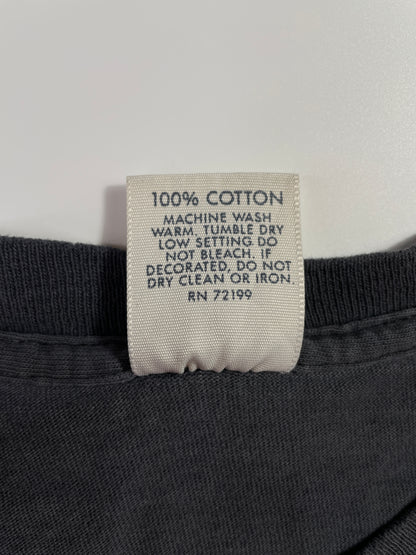 100% COTTON
MACHINE WASH
WARM. TUMBLE DRY
LOW SETTING DO
NOT BLEACH. IF
DECORATED, DO NOT
DRY CLEAN OR IRON.
RN 72199